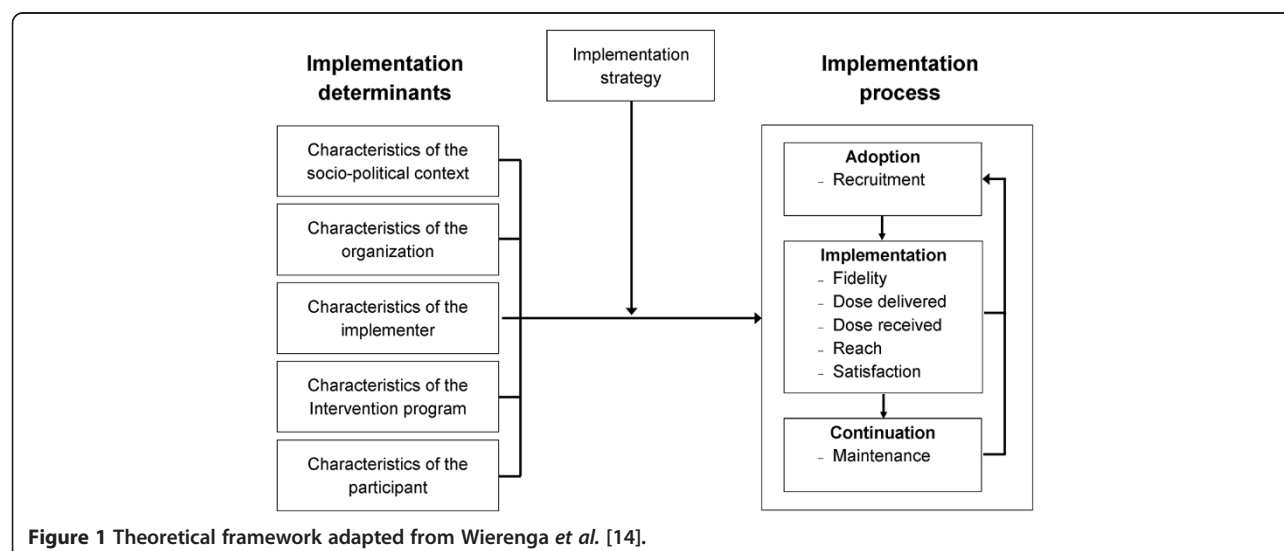 Implementation
determinants
Implementation
strategy
Implementation
process
Characteristics of the
socio-political context
Characteristics of the
organization
Characteristics of the
implementer
Characteristics of the
Intervention program
Characteristics of the
participant
Adoption
- Recruitment
Implementation
- Fidelity
- Dose delivered
- Dose received
- Reach
- Satisfaction
Continuation
- Maintenance
Figure 1 Theoretical framework adapted from Wierenga et al. [14].